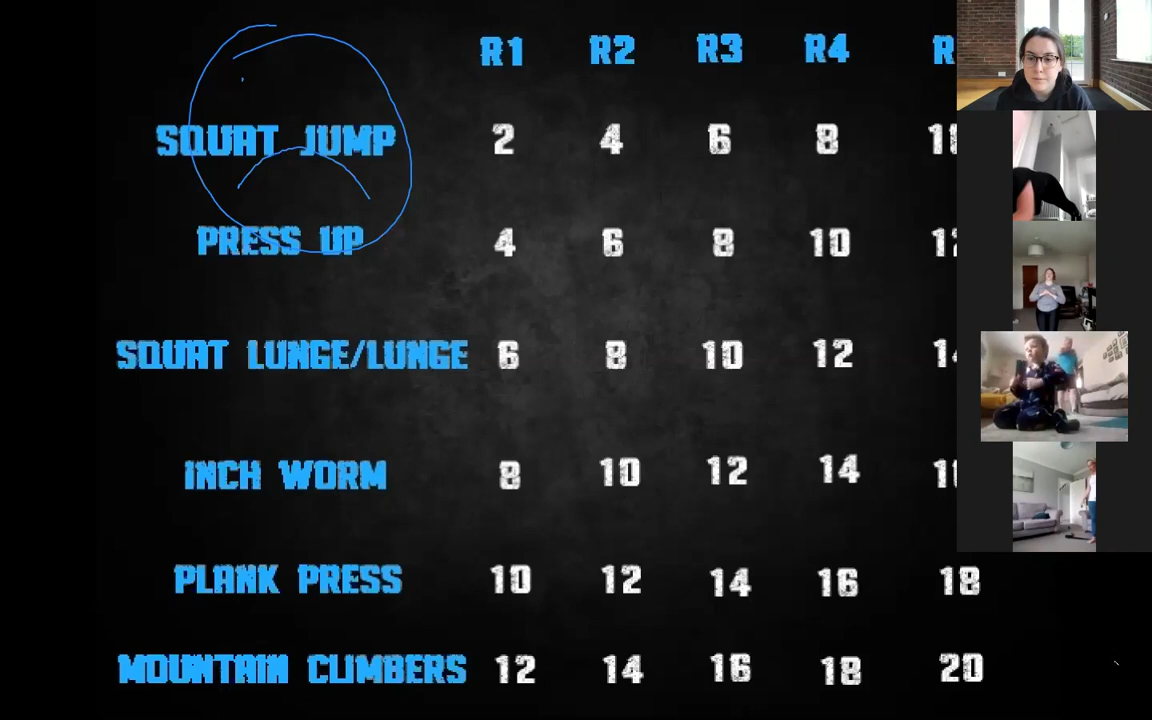 R1 R2 R3 R4 R
SQUAT JUMP 2 4 6 8
PRESS UP 4 6 8 10
SQUAT LUNGE/LUNGE 6 8 10 12
INCH WORM 8 10 12 14
PLANK PRESS 10 12 14 16 18
MOUNTAIN CLIMBERS 12 14 16 18 20